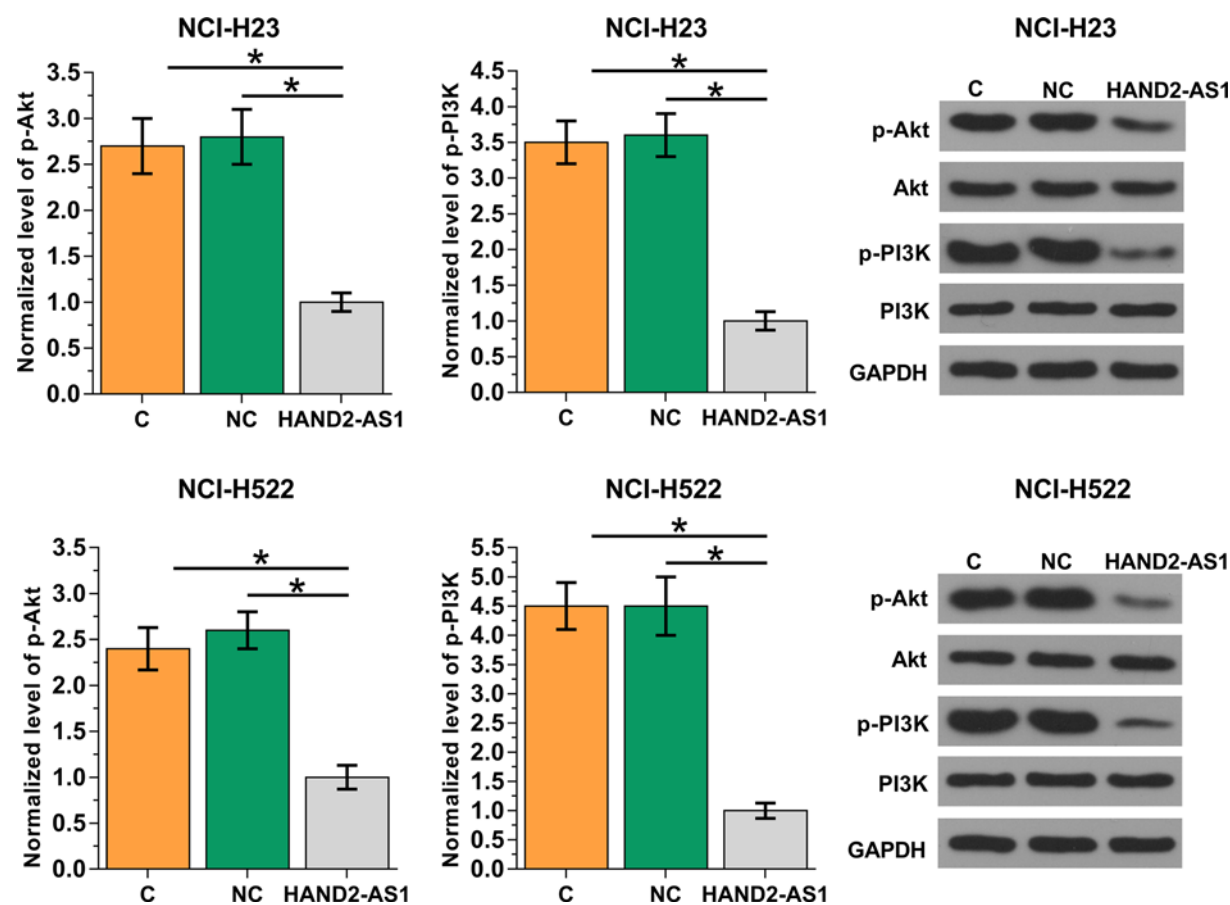 NCI-H23
Normalized level of p-Akt
3.5
3.0
2.5
2.0
1.5
1.0
0.5
0.0
*
*
C NC HAND2-AS1
NCI-H23
Normalized level of p-PI3K
4.5
4.0
3.5
3.0
2.5
2.0
1.5
1.0
0.5
0.0
*
*
C NC HAND2-AS1
NCI-H23
C NC HAND2-AS1
p-Akt
Akt
p-PI3K
PI3K
GAPDH
NCI-H522
Normalized level of p-Akt
3.5
3.0
2.5
2.0
1.5
1.0
0.5
0.0
*
*
C NC HAND2-AS1
NCI-H522
Normalized level of p-PI3K
5.5
5.0
4.5
4.0
3.5
3.0
2.5
2.0
1.5
1.0
0.5
0.0
*
*
C NC HAND2-AS1
NCI-H522
C NC HAND2-AS1
p-Akt
Akt
p-PI3K
PI3K
GAPDH